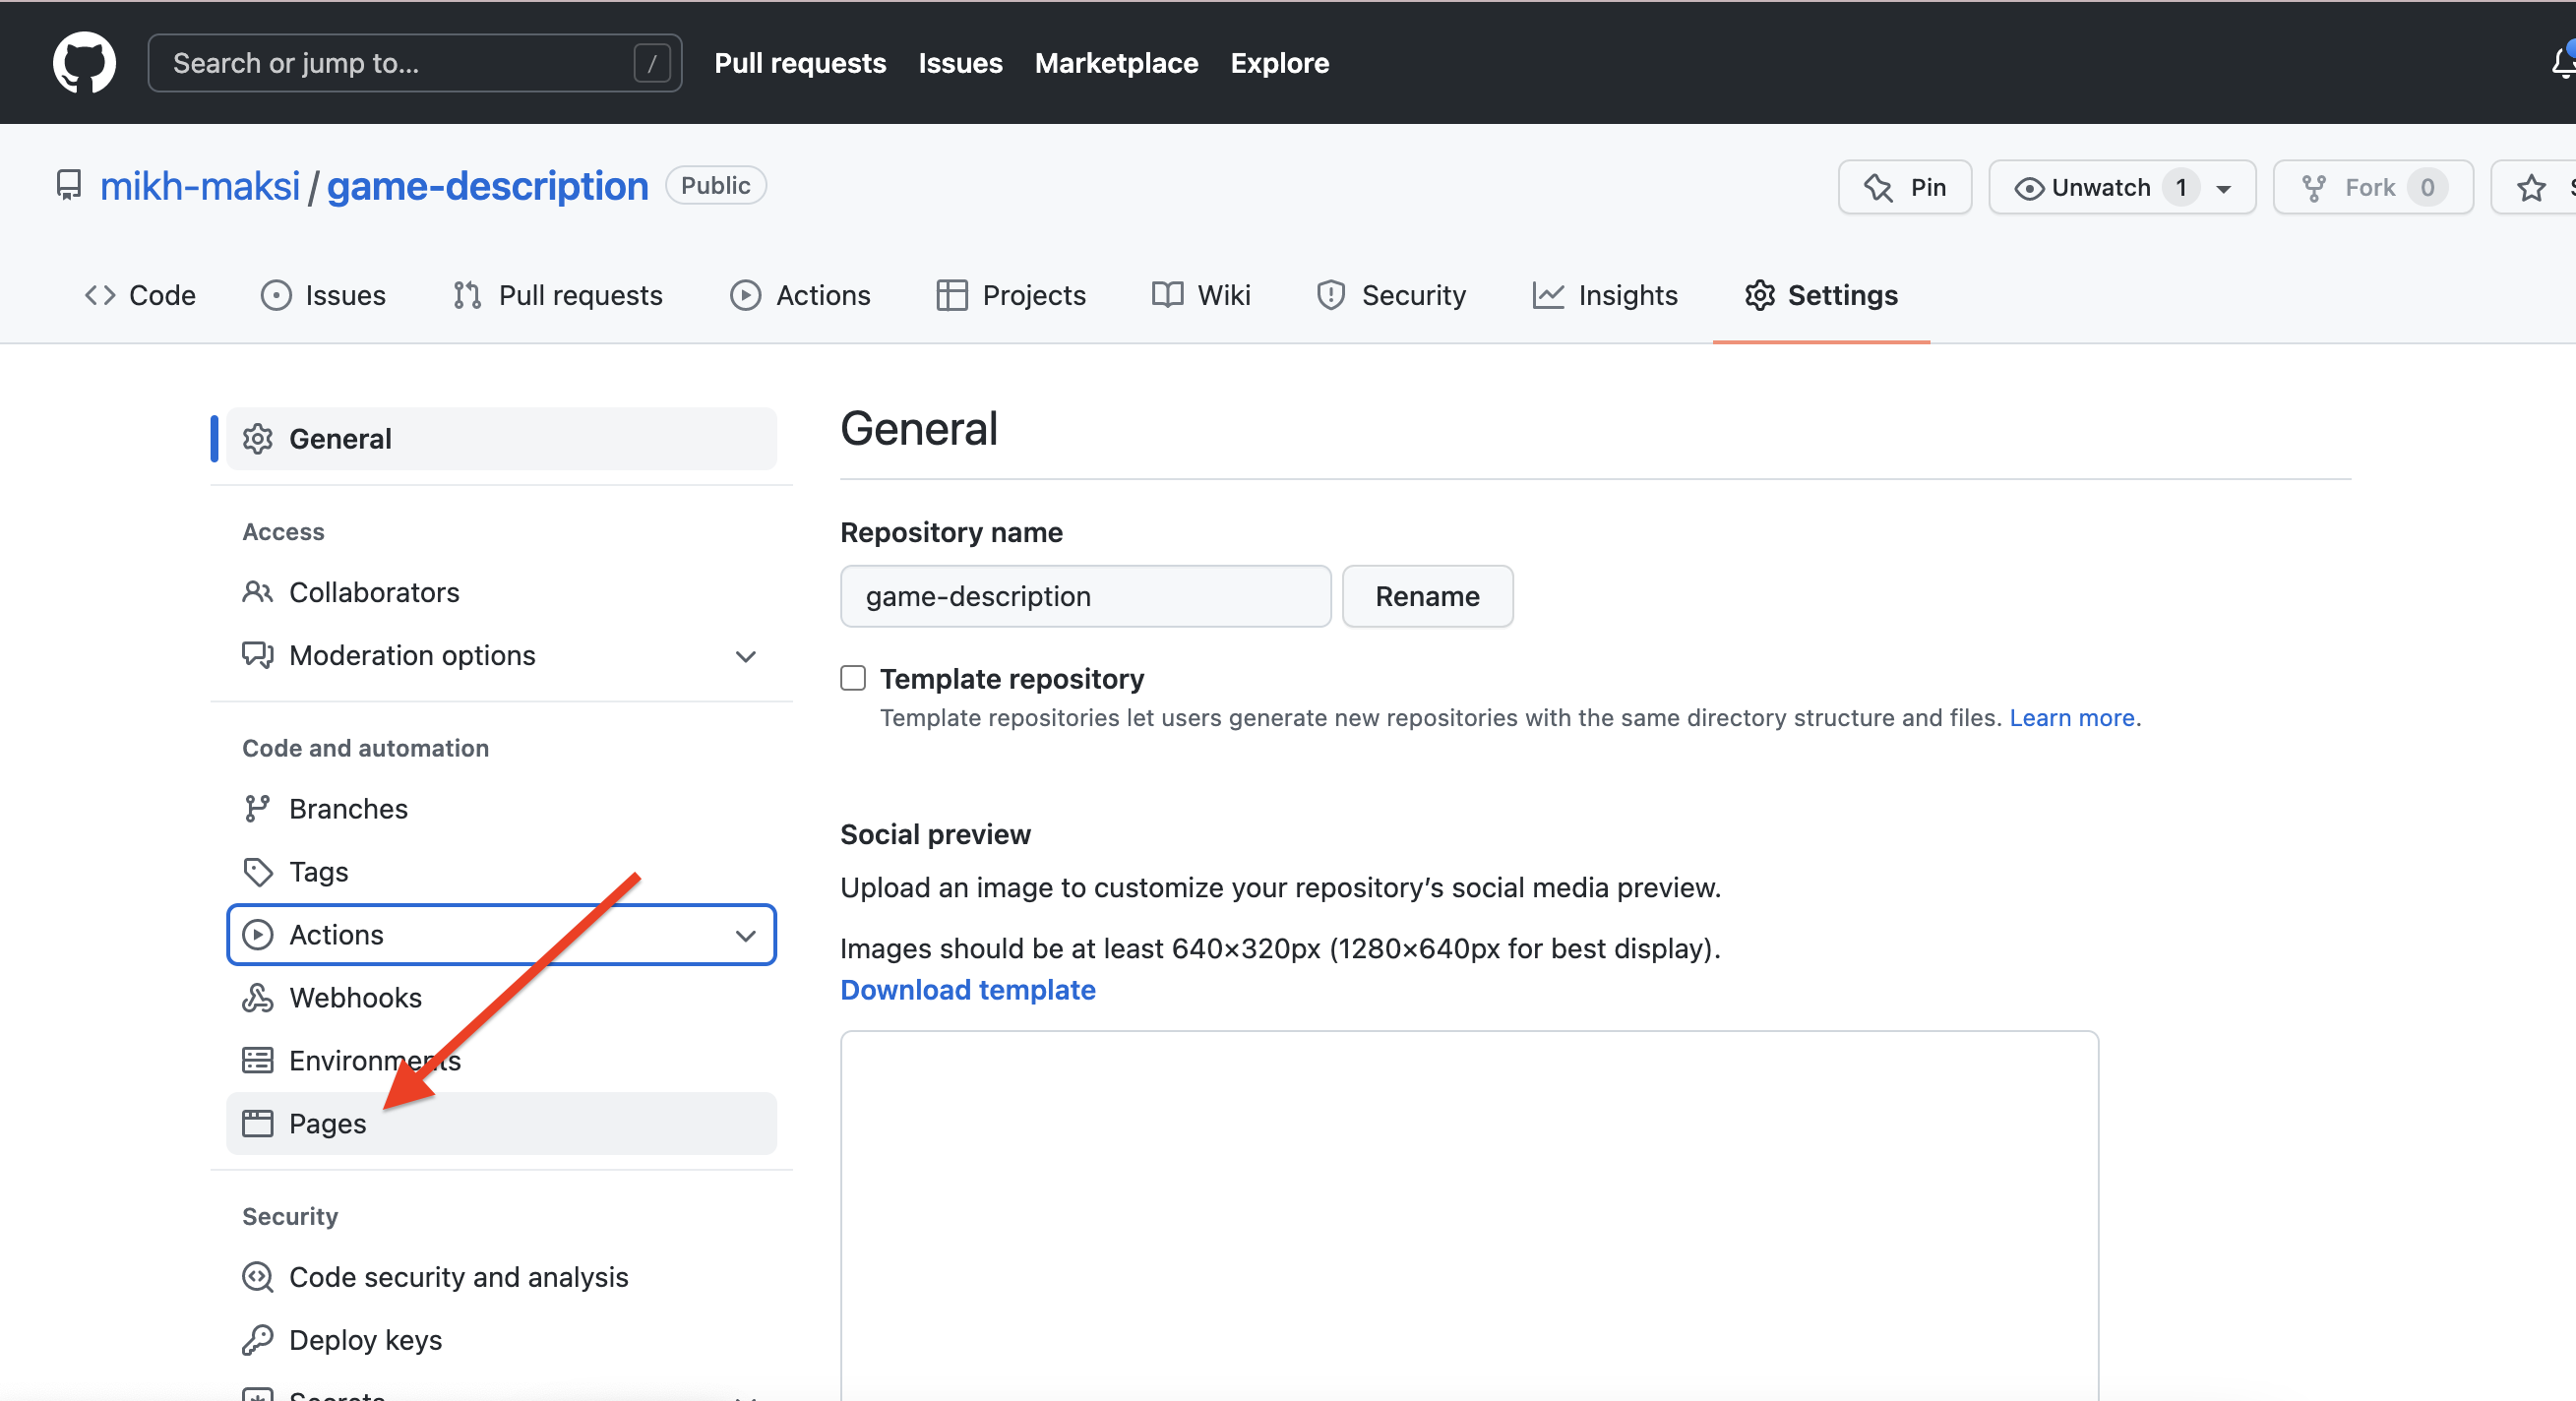 Search or jump to... / Pull requests Issues Marketplace Explore
mikh-maksi / game-description Public Pin Unwatch 1 Fork 0
Code Issues Pull requests Actions Projects Wiki Security Insights Settings
General
Access
Collaborators
Moderation options
Code and automation
Branches
Tags
Actions
Webhooks
Environments
Pages
Security
Code security and analysis
Deploy keys
Secrets
General
Repository name
game-description Rename
Template repository
Template repositories let users generate new repositories with the same directory structure and files. Learn more.
Social preview
Upload an image to customize your repository’s social media preview.
Images should be at least 640×320px (1280×640px for best display).
Download template